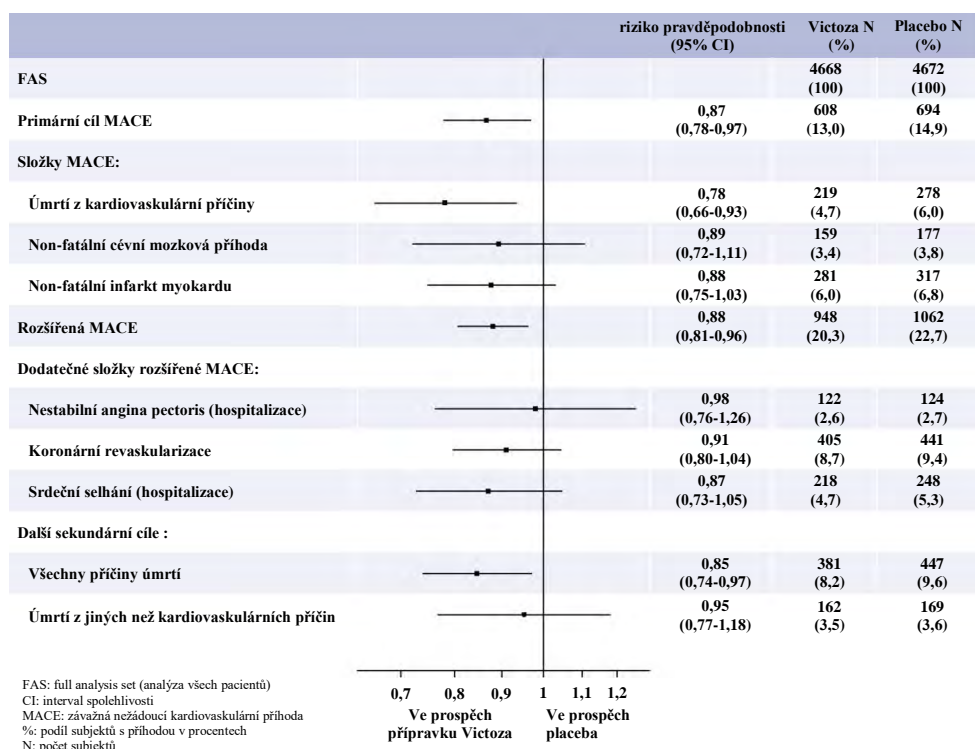 riziko pravděpodobnosti Victoza N Placebo N
(95% CI) (%) (%)
FAS 4668 4672
(100) (100)
Primární cíl MACE 0,87 608 694
(0,78-0,97) (13,0) (14,9)
Složky MACE:
Úmrtí z kardiovaskulární příčiny 0,78 219 278
(0,66-0,93) (4,7) (6,0)
Non-fatální cévní mozková příhoda 0,89 159 177
(0,72-1,11) (3,4) (3,8)
Non-fatální infarkt myokardu 0,88 281 317
(0,75-1,03) (6,0) (6,8)
Rozšířená MACE 0,88 948 1062
(0,81-0,96) (20,3) (22,7)
Dodatečné složky rozšířené MACE:
Nestabilní angina pectoris (hospitalizace) 0,98 122 124
(0,76-1,26) (2,6) (2,7)
Koronární revaskularizace 0,91 405 441
(0,80-1,04) (8,7) (9,4)
Srdeční selhání (hospitalizace) 0,87 218 248
(0,73-1,05) (4,7) (5,3)
Další sekundární cíle :
Všechny příčiny úmrtí 0,85 381 447
(0,74-0,97) (8,2) (9,6)
Úmrtí z jiných než kardiovaskulárních příčin 0,95 162 169
(0,77-1,18) (3,5) (3,6)
0,7 0,8 0,9 1 1,1 1,2
Ve prospěch Ve prospěch
přípravku Victoza placeba
FAS: full analysis set (analýza všech pacientů)
CI: interval spolehlivosti
MACE: závažná nežádoucí kardiovaskulární příhoda
%: podíl subjektů s příhodou v procentech
N: počet subjektů